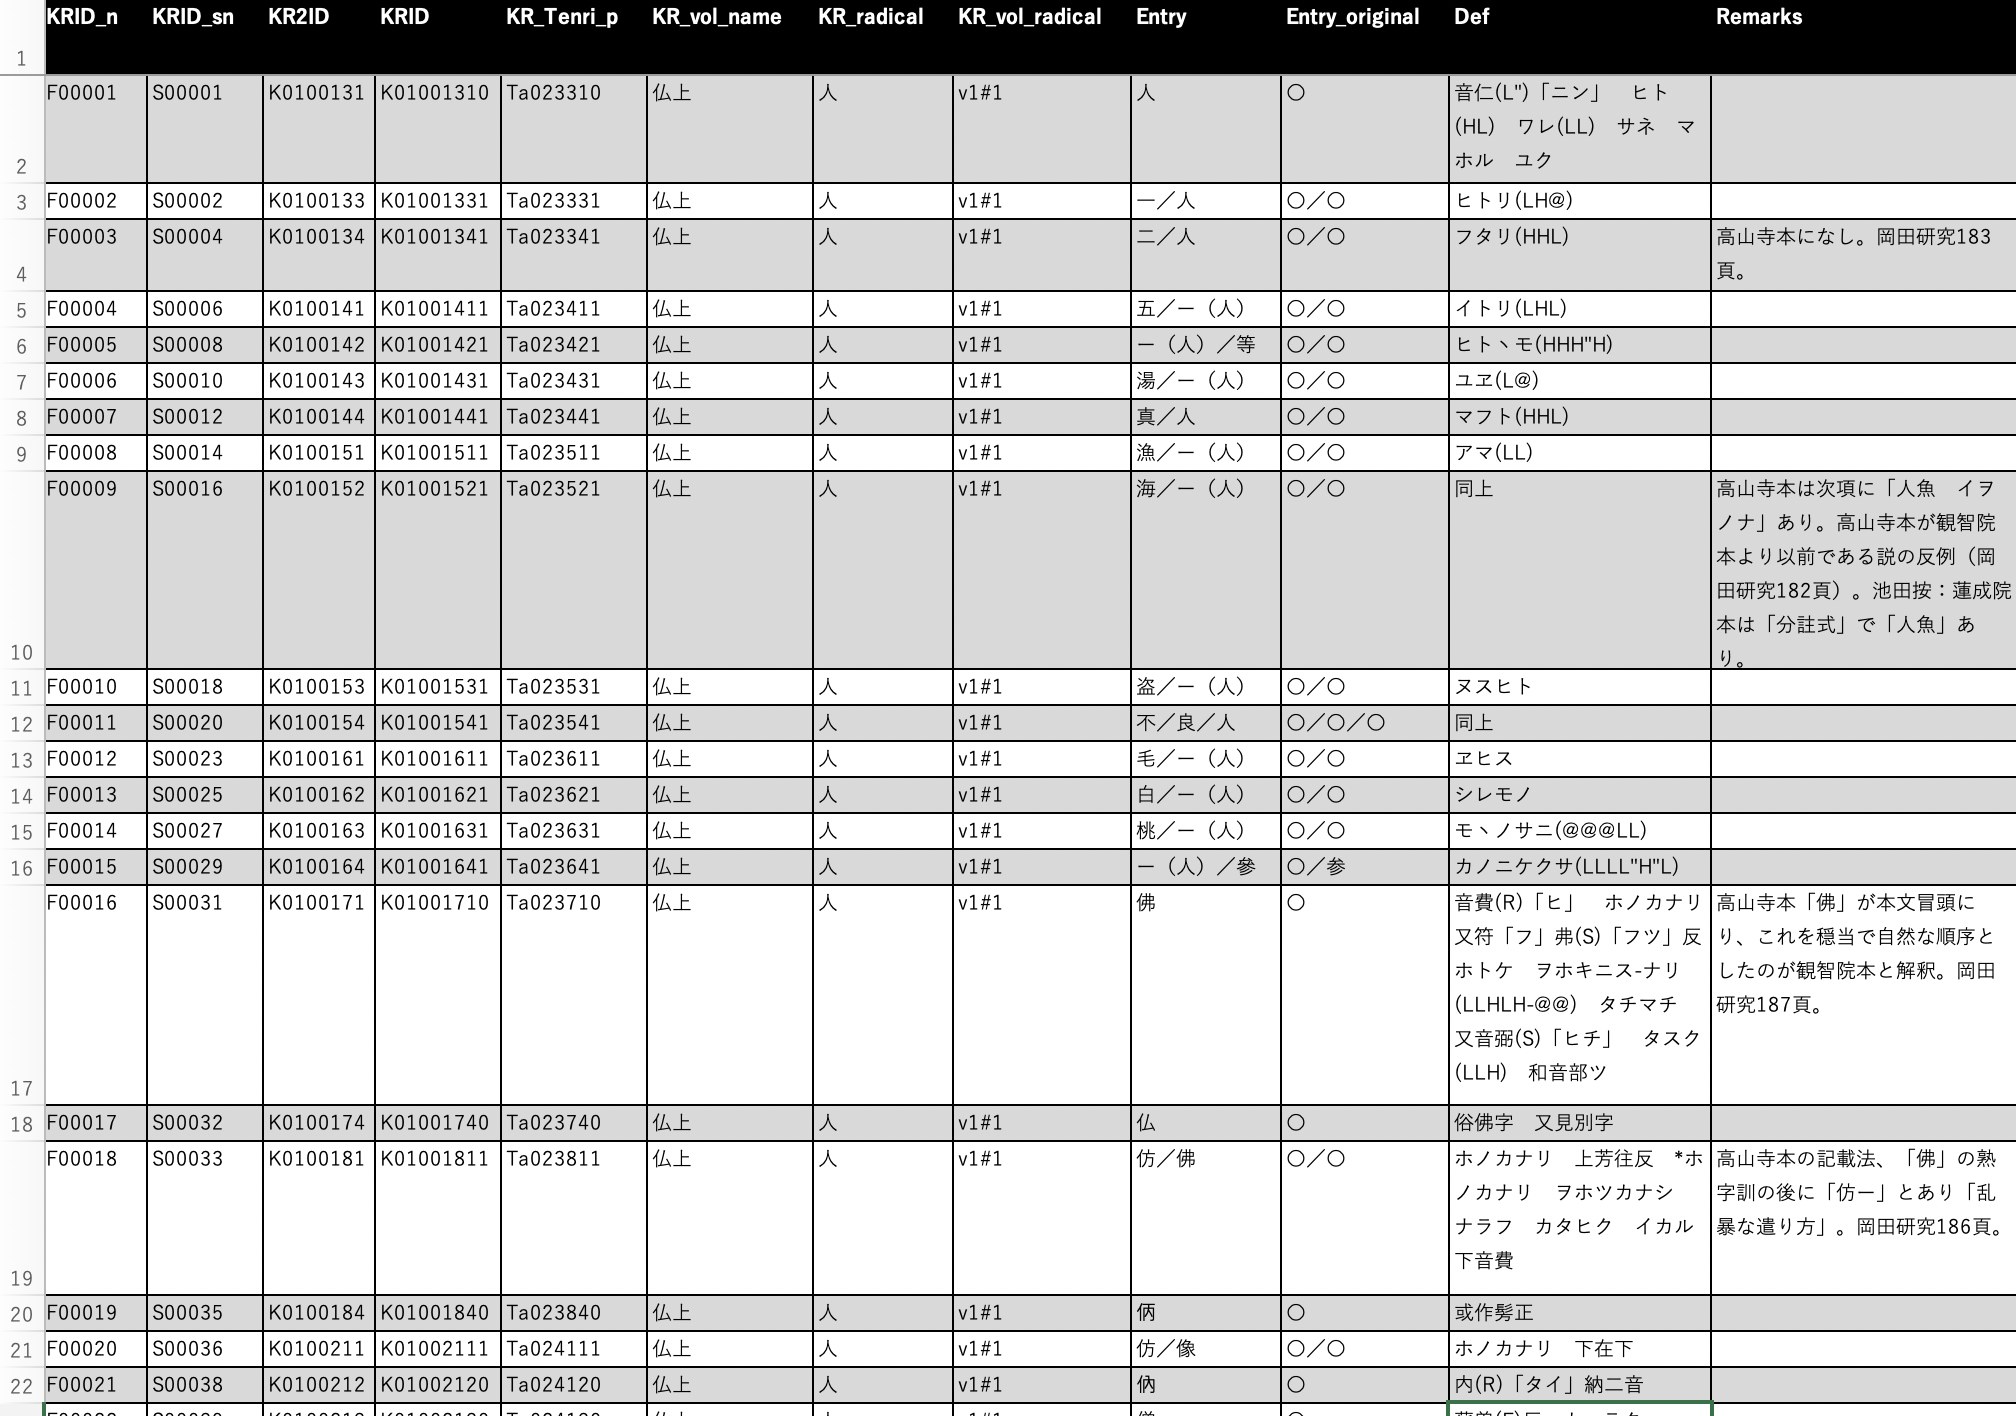 KRID_n KRID_sn KR2ID KRID KR_Tenri_p KR_vol_name KR_radical KR_vol_radical Entry Entry_original Def Remarks
1
F00001 S00001 K0100131 K01001310 Ta023310 仏上 人 v1#1 人 〇 音仁(L")「ニン」　ヒト
(HL)　ワレ(LL)　サネ　マ
ホル　ユク
2
3 F00002 S00002 K0100133 K01001331 Ta023331 仏上 人 v1#1 一／人 〇／〇 ヒトリ(LH@)
F00003 S00004 K0100134 K01001341 Ta023341 仏上 人 v1#1 二／人 〇／〇 フタリ(HHL) 高山寺本になし。岡田研究183
頁。
4
5 F00004 S00006 K0100141 K01001411 Ta023411 仏上 人 v1#1 五／ー（人） 〇／〇 イトリ(LHL)
6 F00005 S00008 K0100142 K01001421 Ta023421 仏上 人 v1#1 ー（人）／等 〇／〇 ヒトヽモ(HHH"H)
7 F00006 S00010 K0100143 K01001431 Ta023431 仏上 人 v1#1 湯／ー（人） 〇／〇 ユヱ(L@)
8 F00007 S00012 K0100144 K01001441 Ta023441 仏上 人 v1#1 真／人 〇／〇 マフト(HHL)
9 F00008 S00014 K0100151 K01001511 Ta023511 仏上 人 v1#1 漁／ー（人） 〇／〇 アマ(LL)
F00009 S00016 K0100152 K01001521 Ta023521 仏上 人 v1#1 海／ー（人） 〇／〇 同上 高山寺本は次項に「人魚　イヲ
ノナ」あり。高山寺本が観智院
本より以前である説の反例（岡
田研究182頁）。池田按：蓮成院
本は「分註式」で「人魚」あ
り。
10
11 F00010 S00018 K0100153 K01001531 Ta023531 仏上 人 v1#1 盗／ー（人） 〇／〇 ヌスヒト
12 F00011 S00020 K0100154 K01001541 Ta023541 仏上 人 v1#1 不／良／人 〇／〇／〇 同上
13 F00012 S00023 K0100161 K01001611 Ta023611 仏上 人 v1#1 毛／ー（人） 〇／〇 ヱヒス
14 F00013 S00025 K0100162 K01001621 Ta023621 仏上 人 v1#1 白／ー（人） 〇／〇 シレモノ
15 F00014 S00027 K0100163 K01001631 Ta023631 仏上 人 v1#1 桃／ー（人） 〇／〇 モヽノサニ(@@@LL)
16 F00015 S00029 K0100164 K01001641 Ta023641 仏上 人 v1#1 ー（人）／參 〇／参 カノニケクサ(LLLL"H"L)
F00016 S00031 K0100171 K01001710 Ta023710 仏上 人 v1#1 佛 〇 音費(R)「ヒ」　ホノカナリ 高山寺本「佛」が本文冒頭に
又符「フ」弗(S)「フツ」反 り、これを穏当で自然な順序と
ホトケ　ヲホキニス-ナリ したのが観智院本と解釈。岡田
(LLHLH-@@)　タチマチ 研究187頁。
又音弼(S)「ヒチ」　タスク
(LLH)　和音部ツ
17
18 F00017 S00032 K0100174 K01001740 Ta023740 仏上 人 v1#1 仏 〇 俗佛字　又見別字
F00018 S00033 K0100181 K01001811 Ta023811 仏上 人 v1#1 仿／佛 〇／〇 ホノカナリ　上芳往反　*ホ 高山寺本の記載法、「佛」の熟
ノカナリ　ヲホツカナシ 字訓の後に「仿ー」とあり「乱
ナラフ　カタヒク　イカル 暴な遣り方」。岡田研究186頁。
下音費
19
20 F00019 S00035 K0100184 K01001840 Ta023840 仏上 人 v1#1 㑂 〇 或作髣正
21 F00020 S00036 K0100211 K01002111 Ta024111 仏上 人 v1#1 仿／像 〇／〇 ホノカナリ　下在下
22 F00021 S00038 K0100212 K01002120 Ta024120 仏上 人 v1#1 㐻 〇 内(R)「タイ」納二音